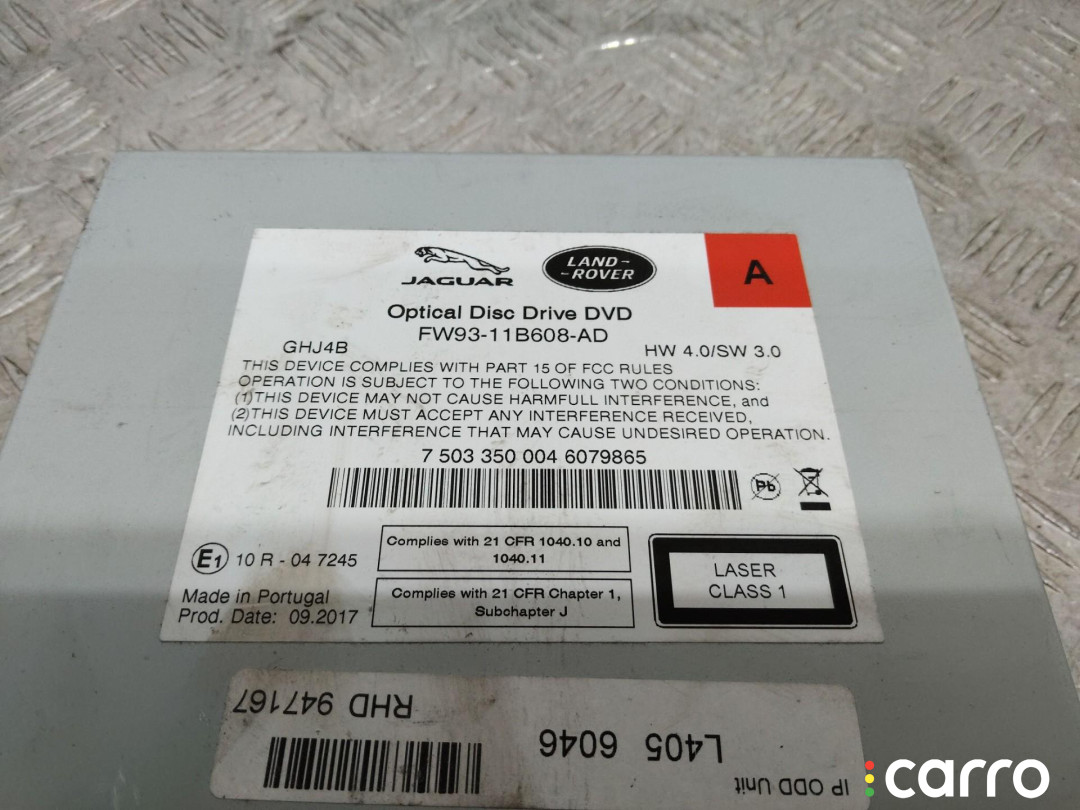 JAGUAR
LAND-
-ROVER
A
Optical Disc Drive DVD
FW93-11B608-AD
GHJ4B
HW 4.0/SW 3.0
THIS DEVICE COMPLIES WITH PART 15 OF FCC RULES
OPERATION IS SUBJECT TO THE FOLLOWING TWO CONDITIONS:
(1)THIS DEVICE MAY NOT CAUSE HARMFULL INTERFERENCE, and
(2)THIS DEVICE MUST ACCEPT ANY INTERFERENCE RECEIVED,
INCLUDING INTERFERENCE THAT MAY CAUSE UNDESIRED OPERATION.
7 503 350 004 6079865
Pb
E1 10 R - 04 7245
Complies with 21 CFR 1040.10 and
1040.11
Made in Portugal
Prod. Date: 09.2017
Complies with 21 CFR Chapter 1,
Subchapter J
LASER
CLASS 1
IP ODD Unit
L405 6046
RHD 947167
carro